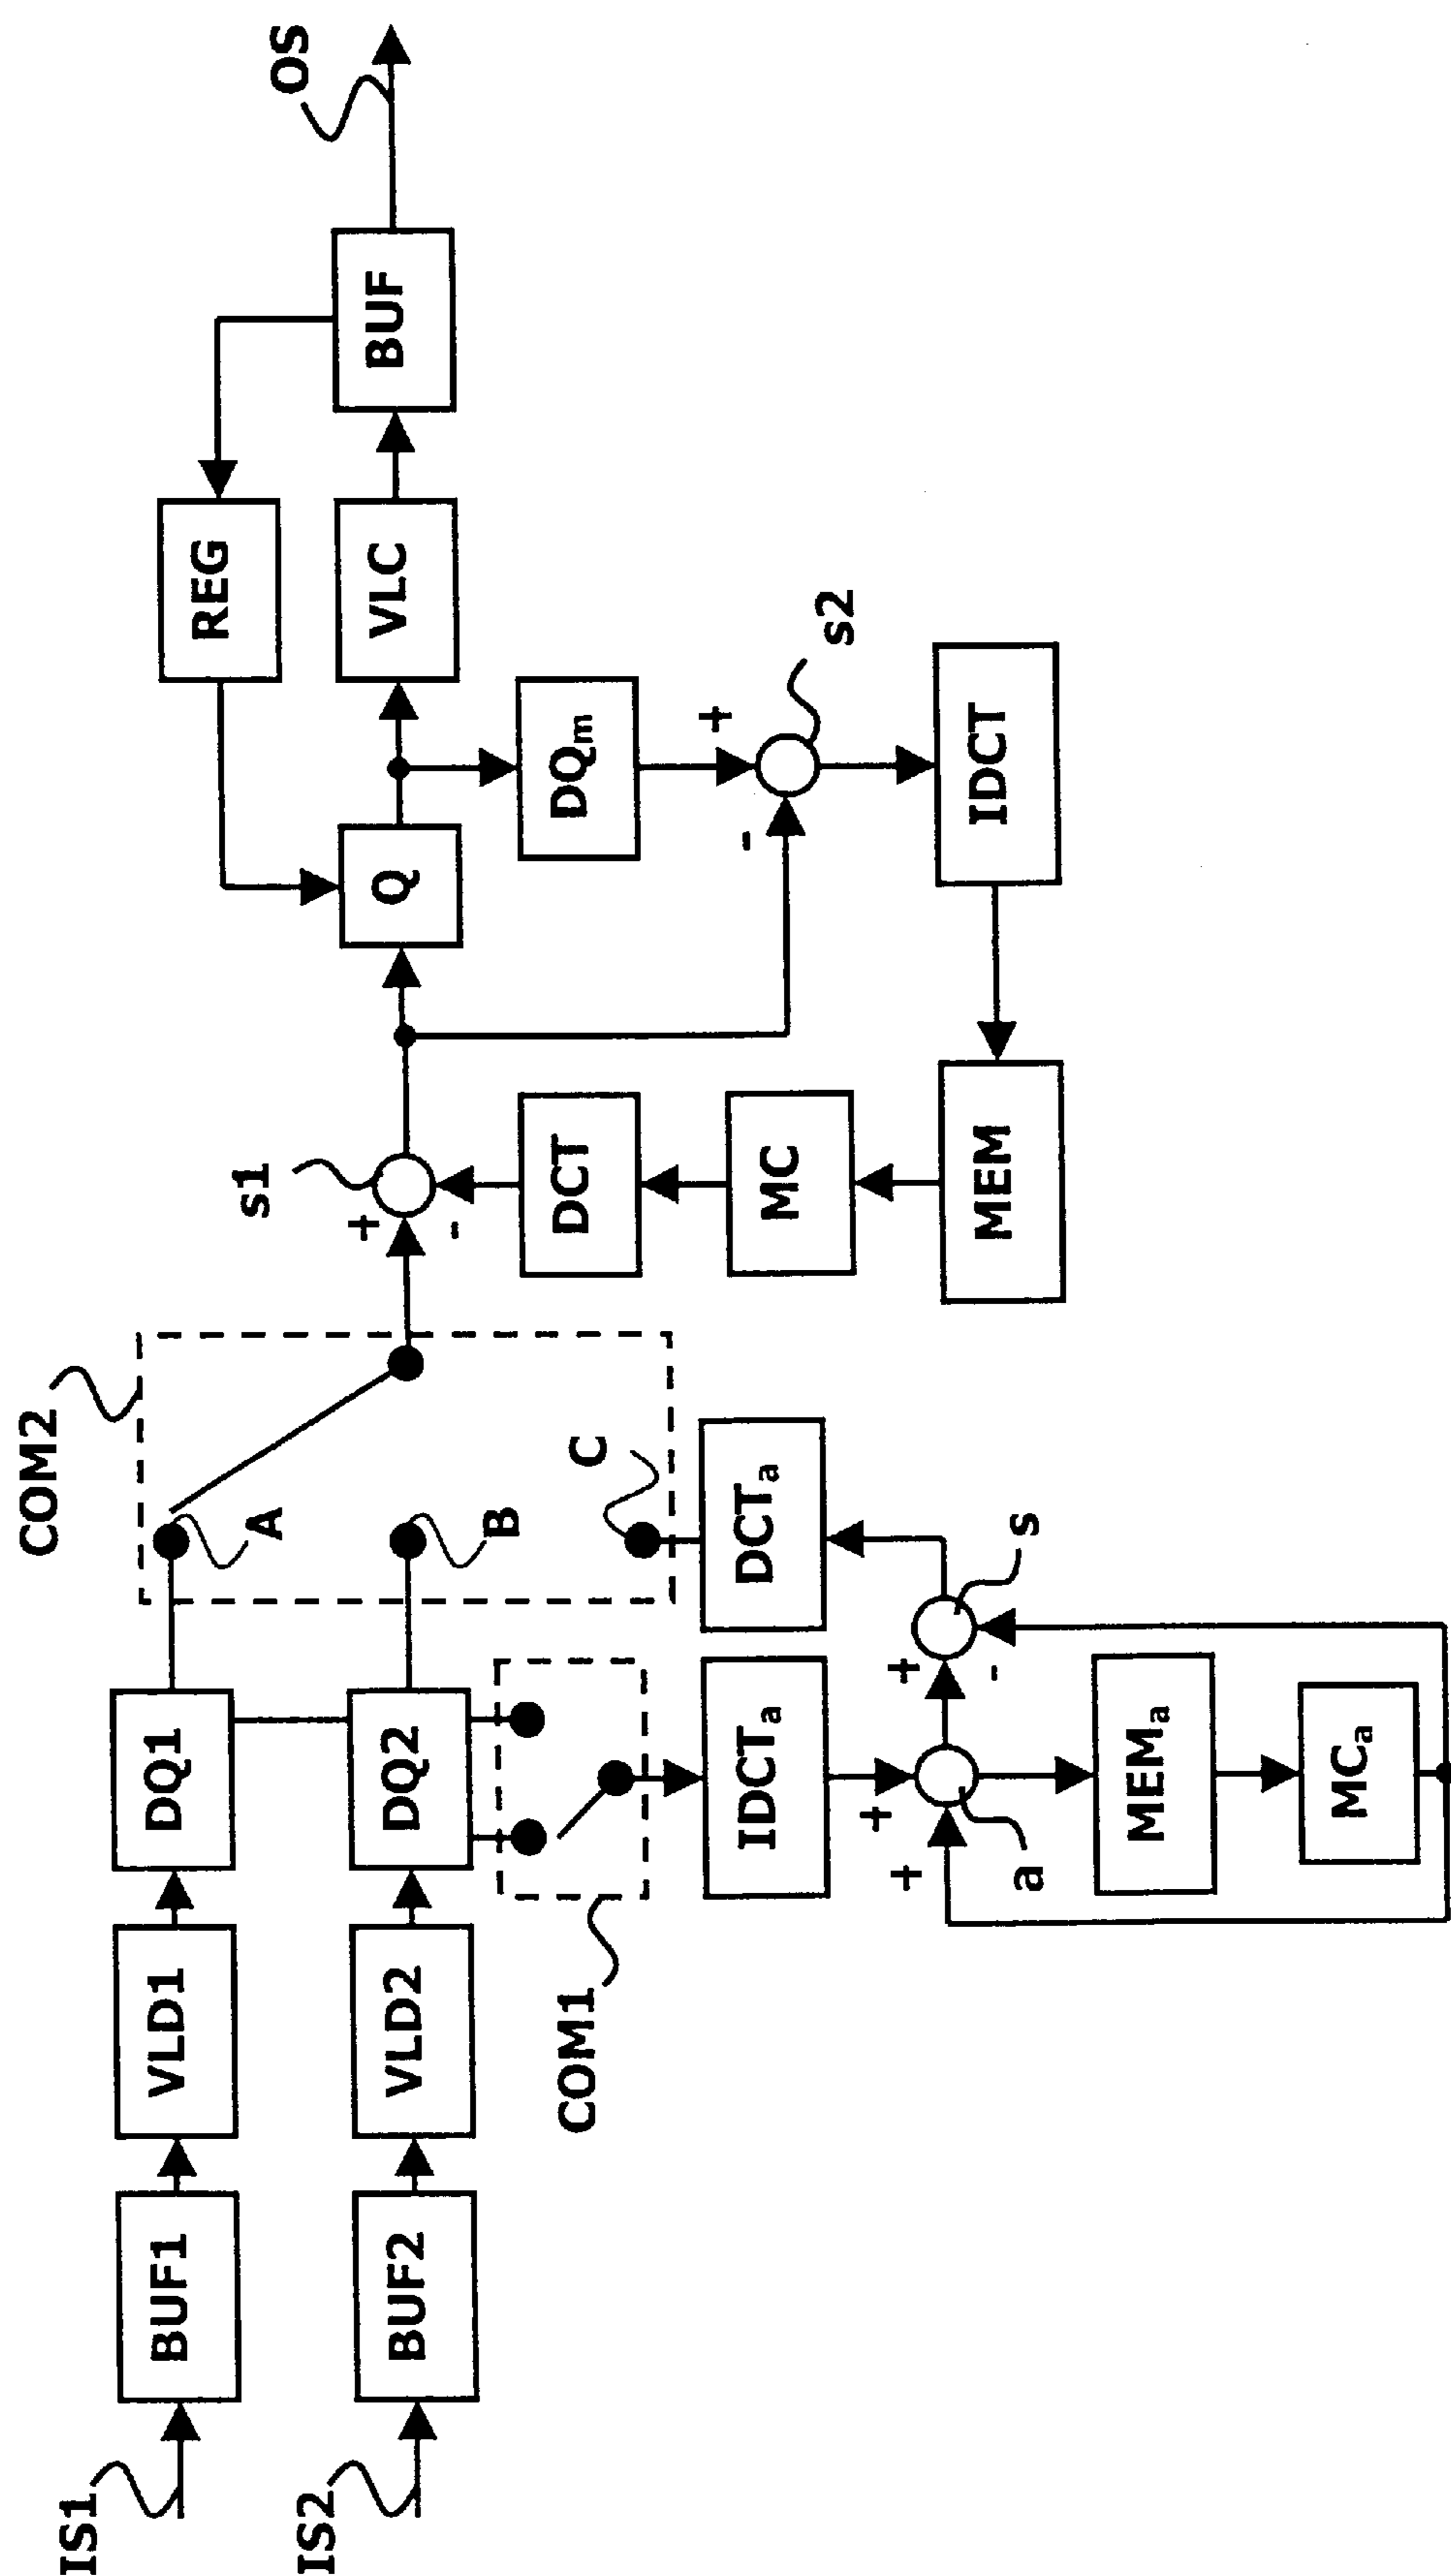 IS1
BUF1
VLD1
DQ1
A
COM2
IS2
BUF2
VLD2
DQ2
B
C
COM1
IDCTa
DCTa
+
+
a
+
-
s
MEMa
MCa
s1
+
-
DCT
MC
MEM
Q
REG
VLC
BUF
OS
DQm
+
-
s2
IDCT